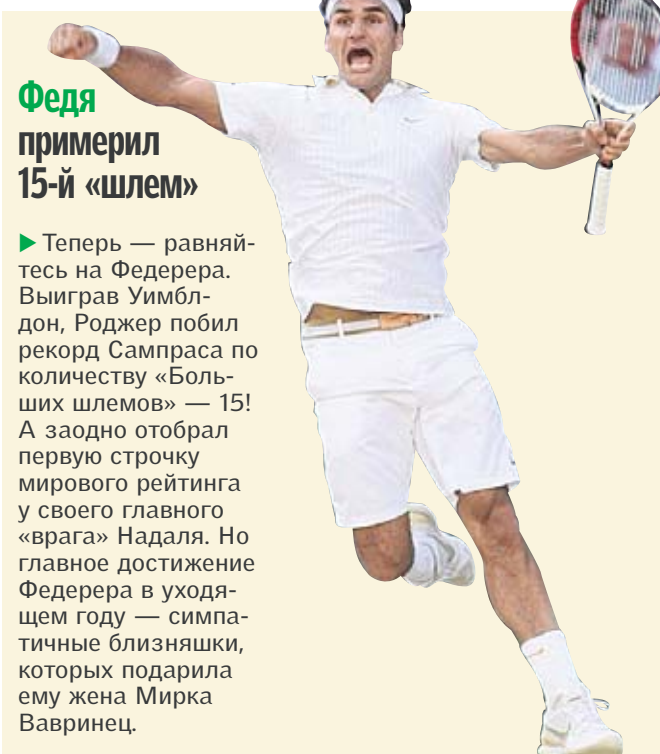 Федя
примерил
15-й «шлем»
▶ Теперь — равняй-
тесь на Федерера.
Выиграв Уимбл-
дон, Роджер побил
рекорд Сампраса по
количеству «Боль-
ших шлемов» — 15!
А заодно отобрал
первую строчку
мирового рейтинга
у своего главного
«врага» Надаля. Но
главное достижение
Федерера в уходя-
щем году — симпа-
тичные близняшки,
которых подарила
ему жена Мирка
Вавринец.